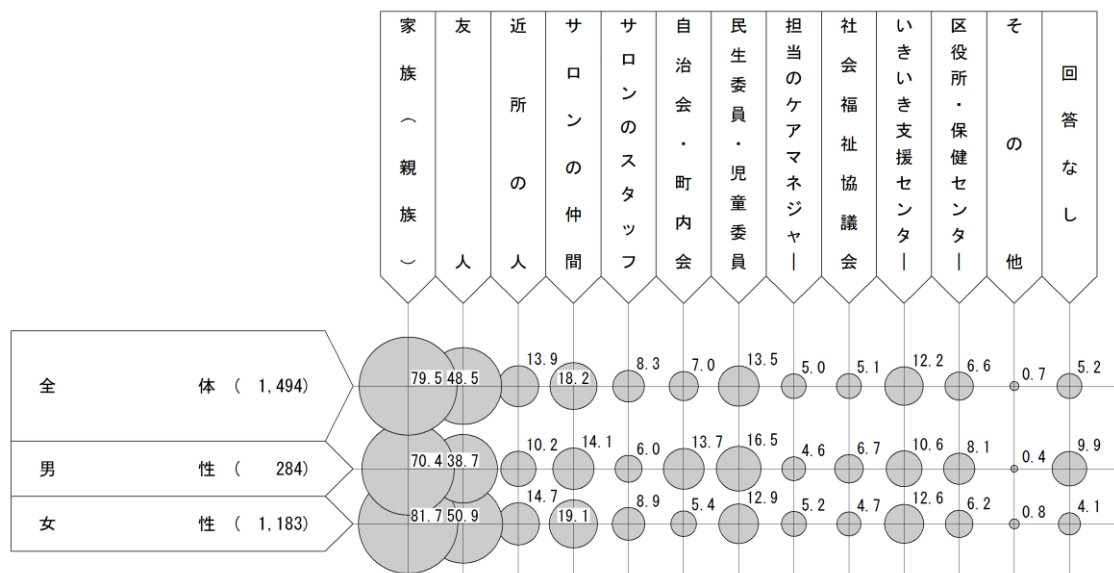 家族（親族）
友人
近所の人
サロンの仲間
サロンのスタッフ
自治会・町内会
民生委員・児童委員
担当のケアマネジャー
社会福祉協議会
いきいき支援センター
区役所・保健センター
その他
回答なし
全体 ( 1,494) 79.5 48.5 13.9 18.2 8.3 7.0 13.5 5.0 5.1 12.2 6.6 0.7 5.2
男性 ( 284) 70.4 38.7 10.2 14.1 6.0 13.7 16.5 4.6 6.7 10.6 8.1 0.4 9.9
女性 ( 1,183) 81.7 50.9 14.7 19.1 8.9 5.4 12.9 5.2 4.7 12.6 6.2 0.8 4.1